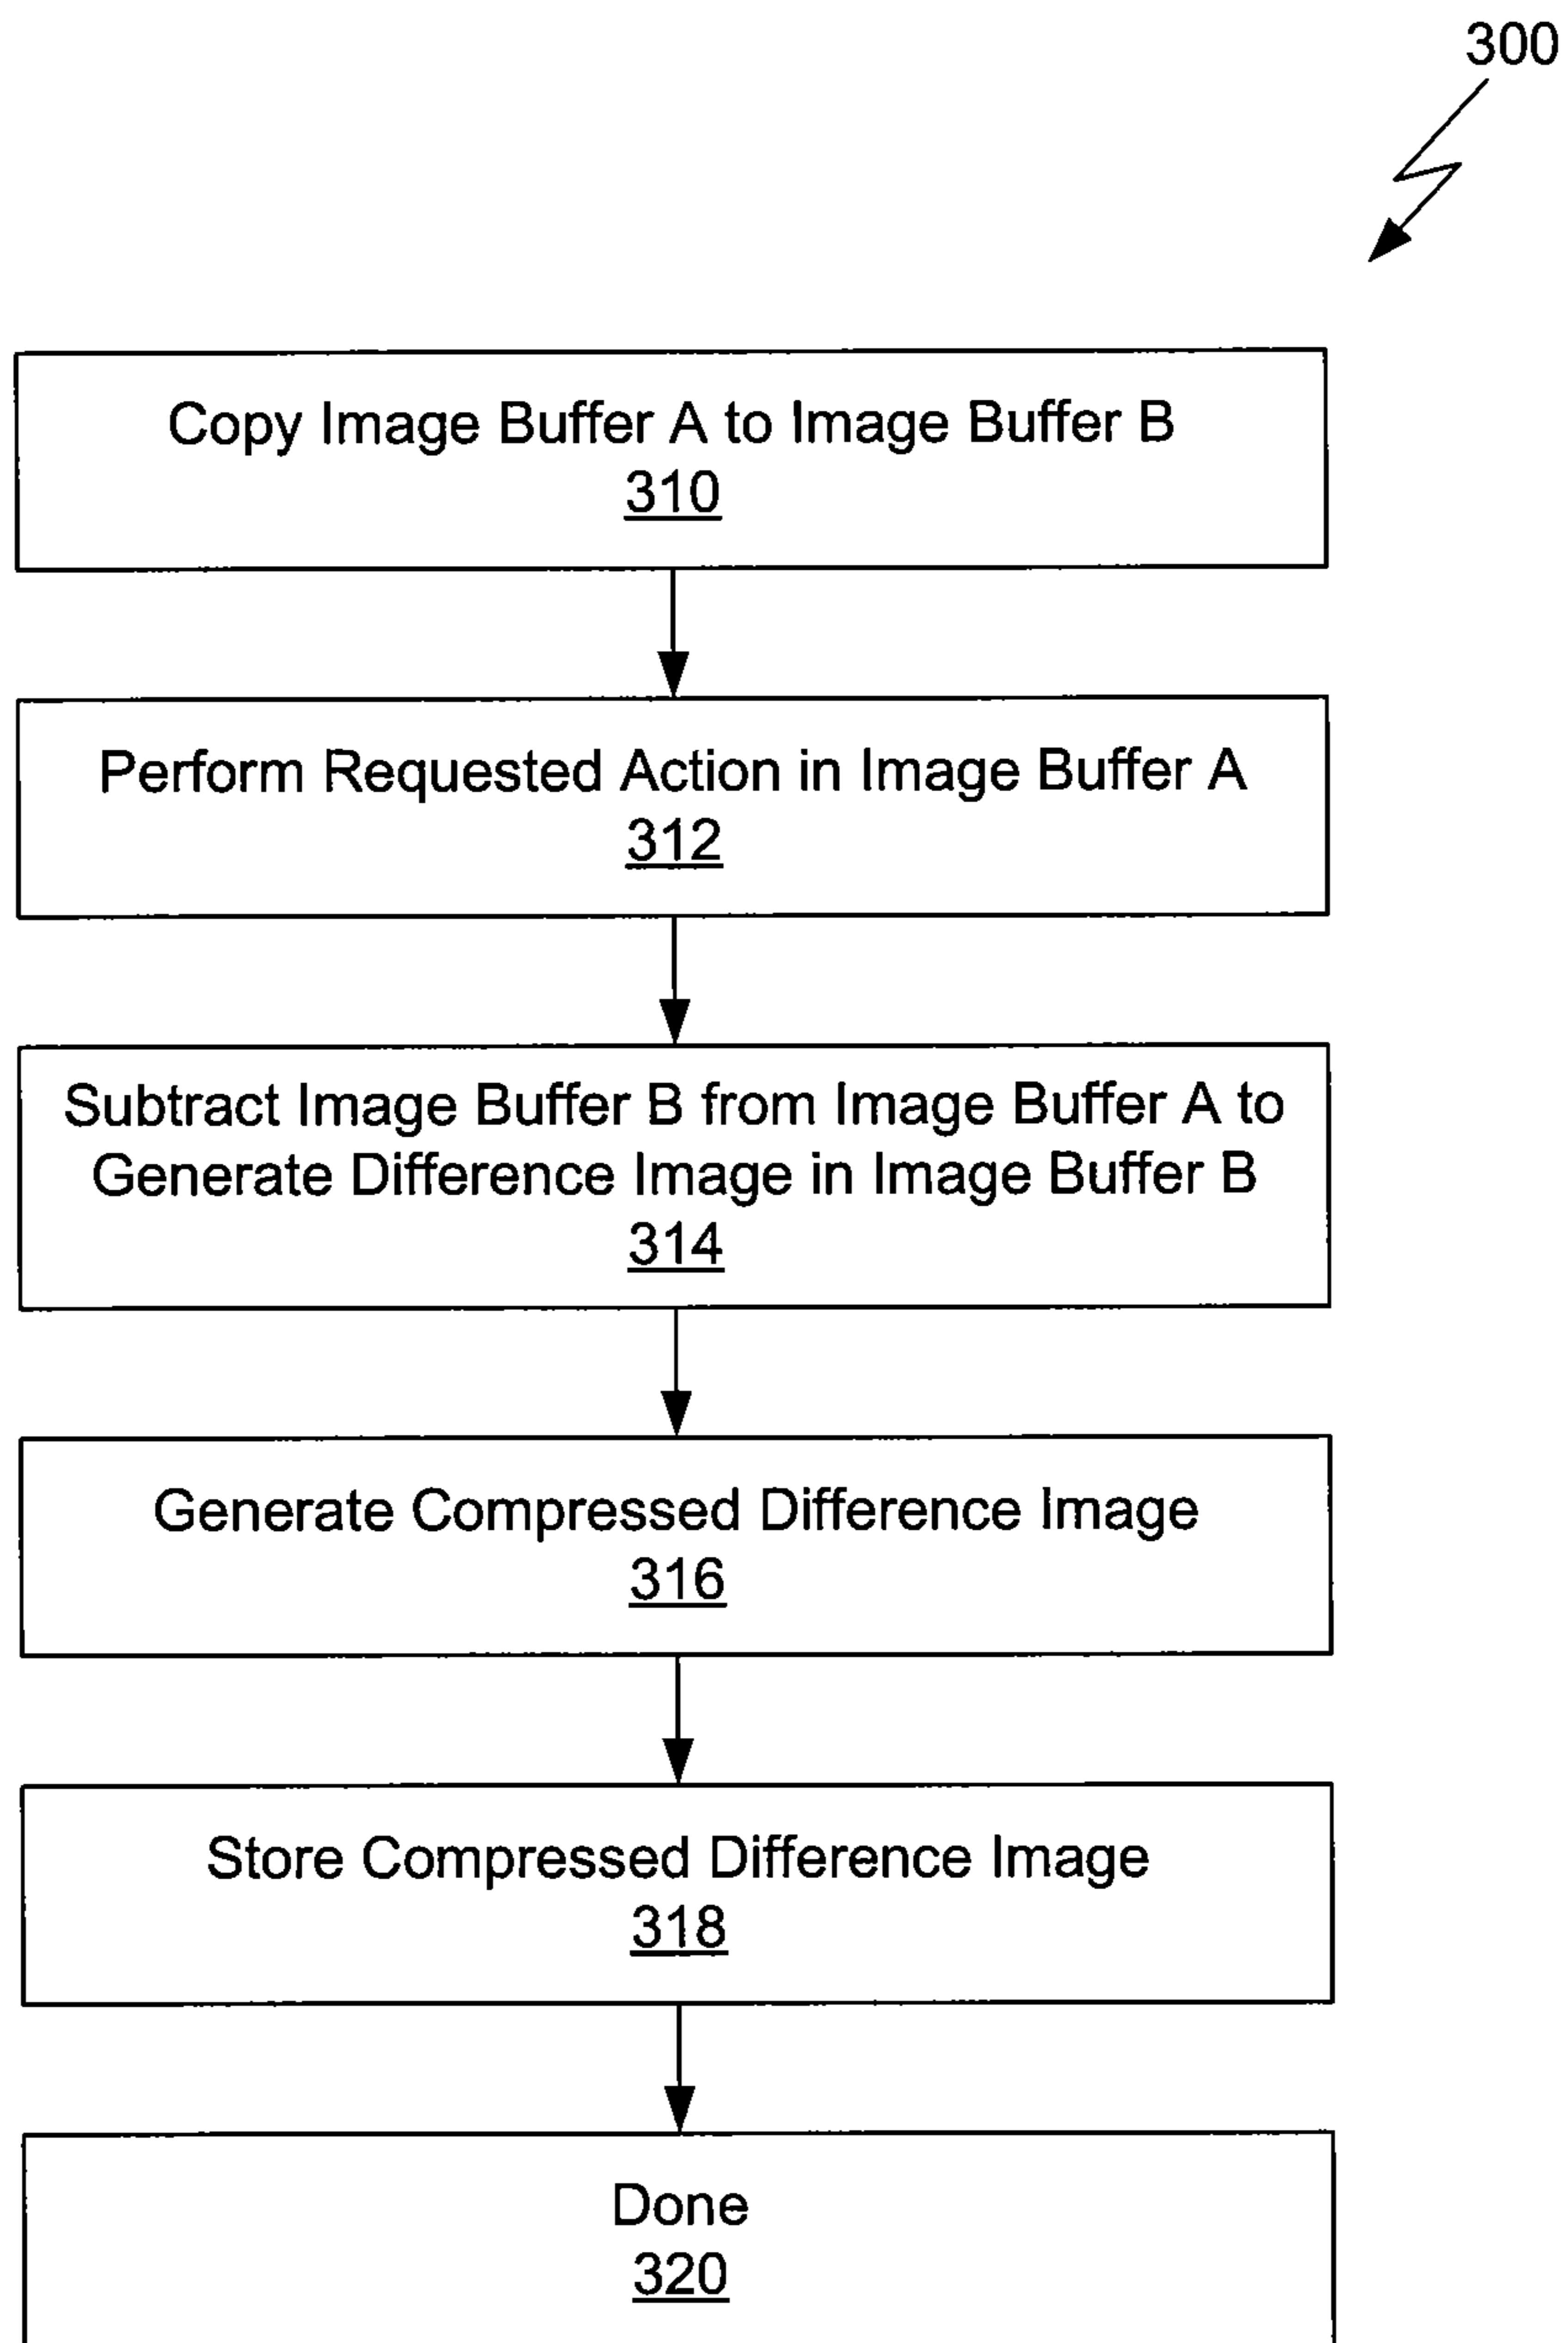 300
Copy Image Buffer A to Image Buffer B
310
Perform Requested Action in Image Buffer A
312
Subtract Image Buffer B from Image Buffer A to
Generate Difference Image in Image Buffer B
314
Generate Compressed Difference Image
316
Store Compressed Difference Image
318
Done
320